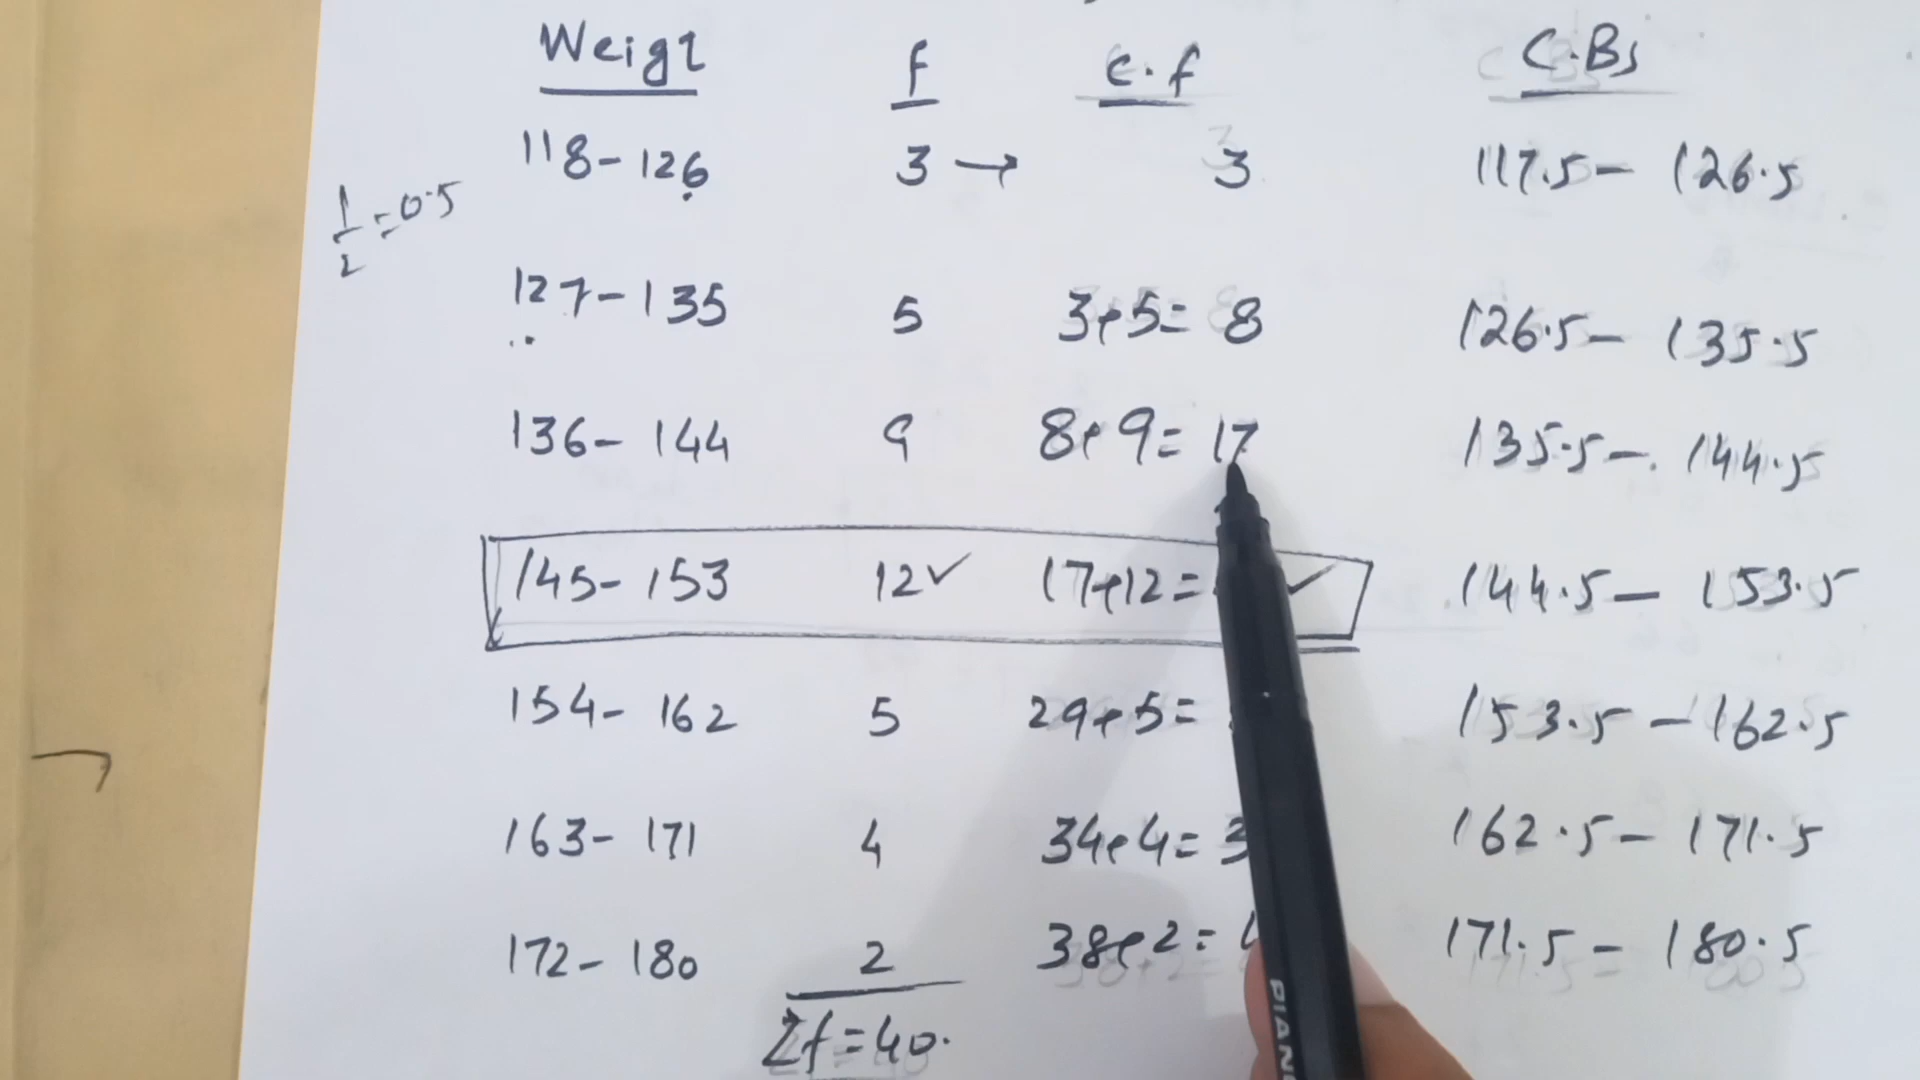 Weigt f c.f C.Bs
118-126 3 → 3 117.5- 126.5
1/2=0.5
127-135 5 3+5= 8 126.5- 135.5
136- 144 9 8+9= 17 135.5- 144.5
145- 153 12✓ 17+12= ✓ 144.5- 153.5
154- 162 5 29+5= 153.5-162.5
163- 171 4 34+4=3 162.5- 171.5
172- 180 2 38+2= 171.5- 180.5
Σf=40.
PIAN